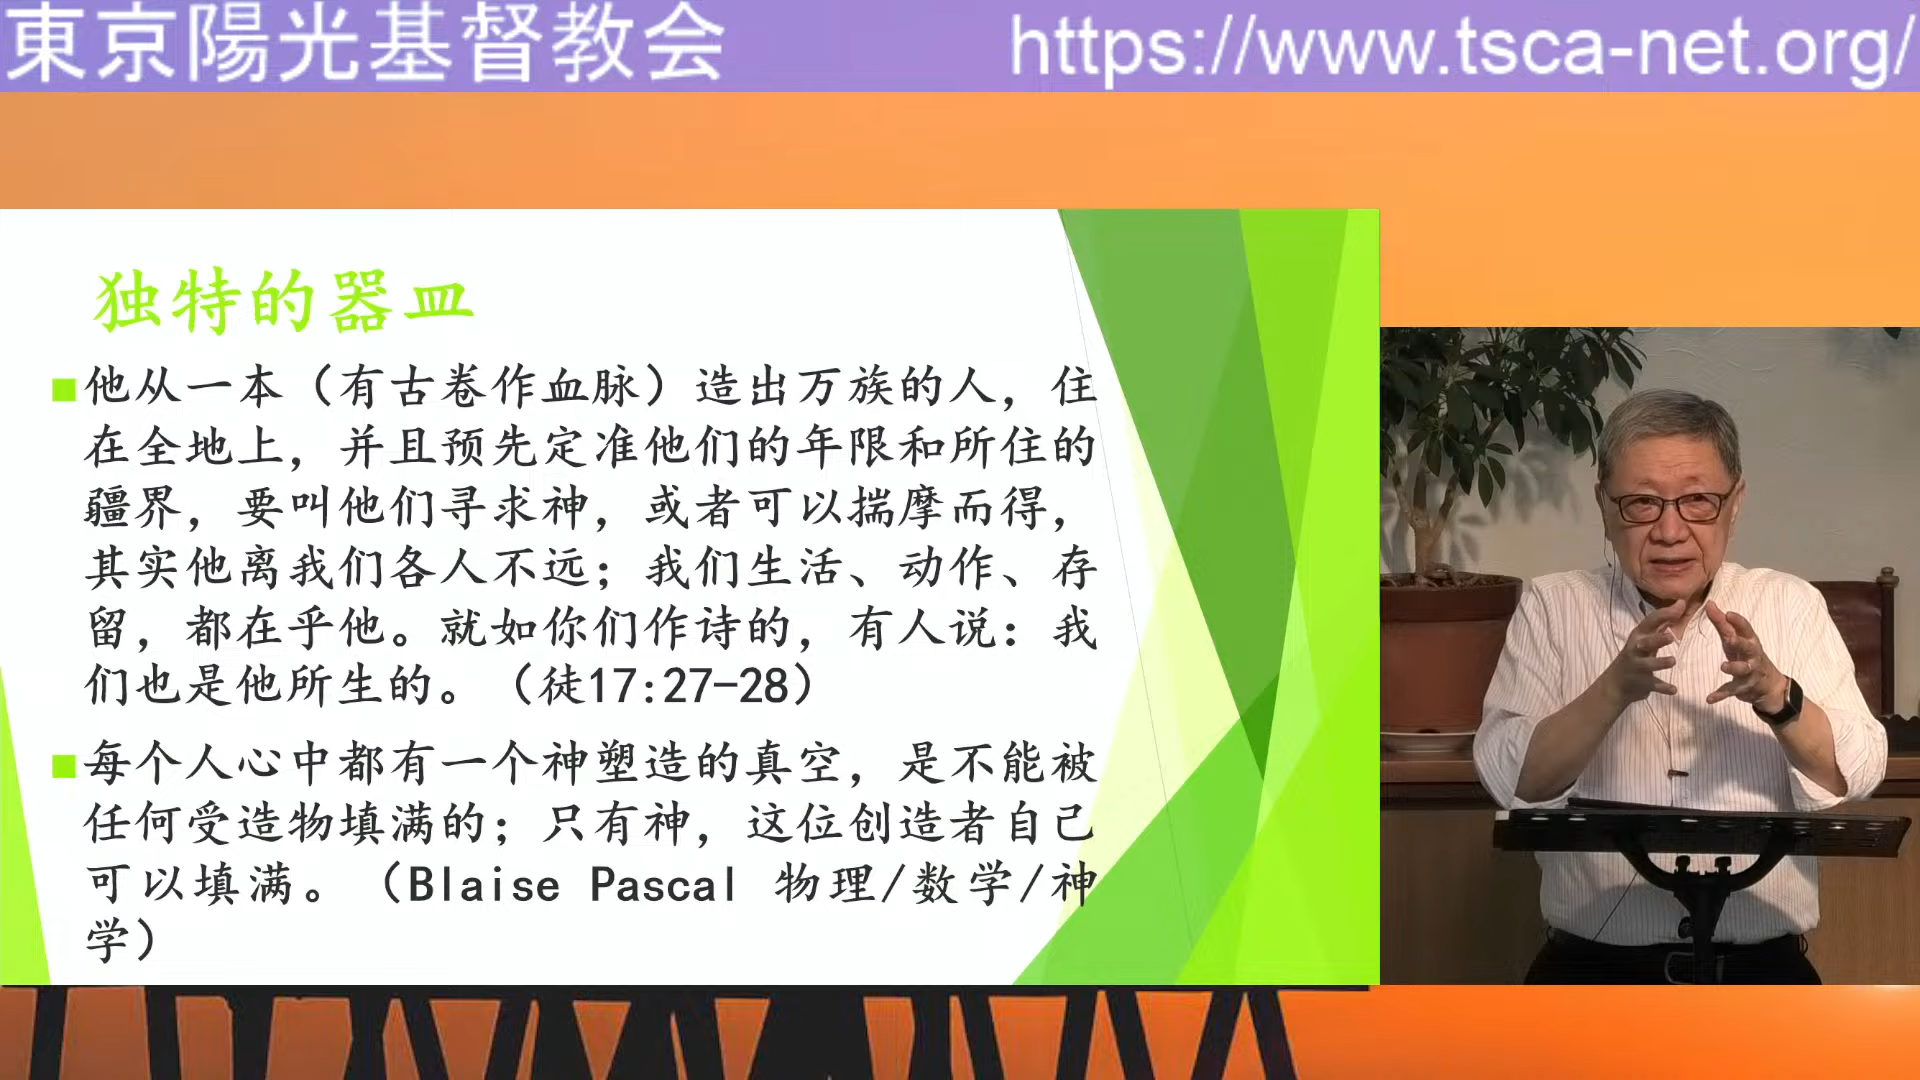 東京陽光基督教会
https://www.tsca-net.org/
独特的器皿
他从一本（有古卷作血脉）造出万族的人，住
在全地上，并且预先定准他们的年限和所住的
疆界，要叫他们寻求神，或者可以揣摩而得，
其实他离我们各人不远；我们生活、动作、存
留，都在乎他。就如你们作诗的，有人说：我
们也是他所生的。（徒17:27-28）
每个人心中都有一个神塑造的真空，是不能被
任何受造物填满的；只有神，这位创造者自己
可以填满。（Blaise Pascal 物理/数学/神
学）